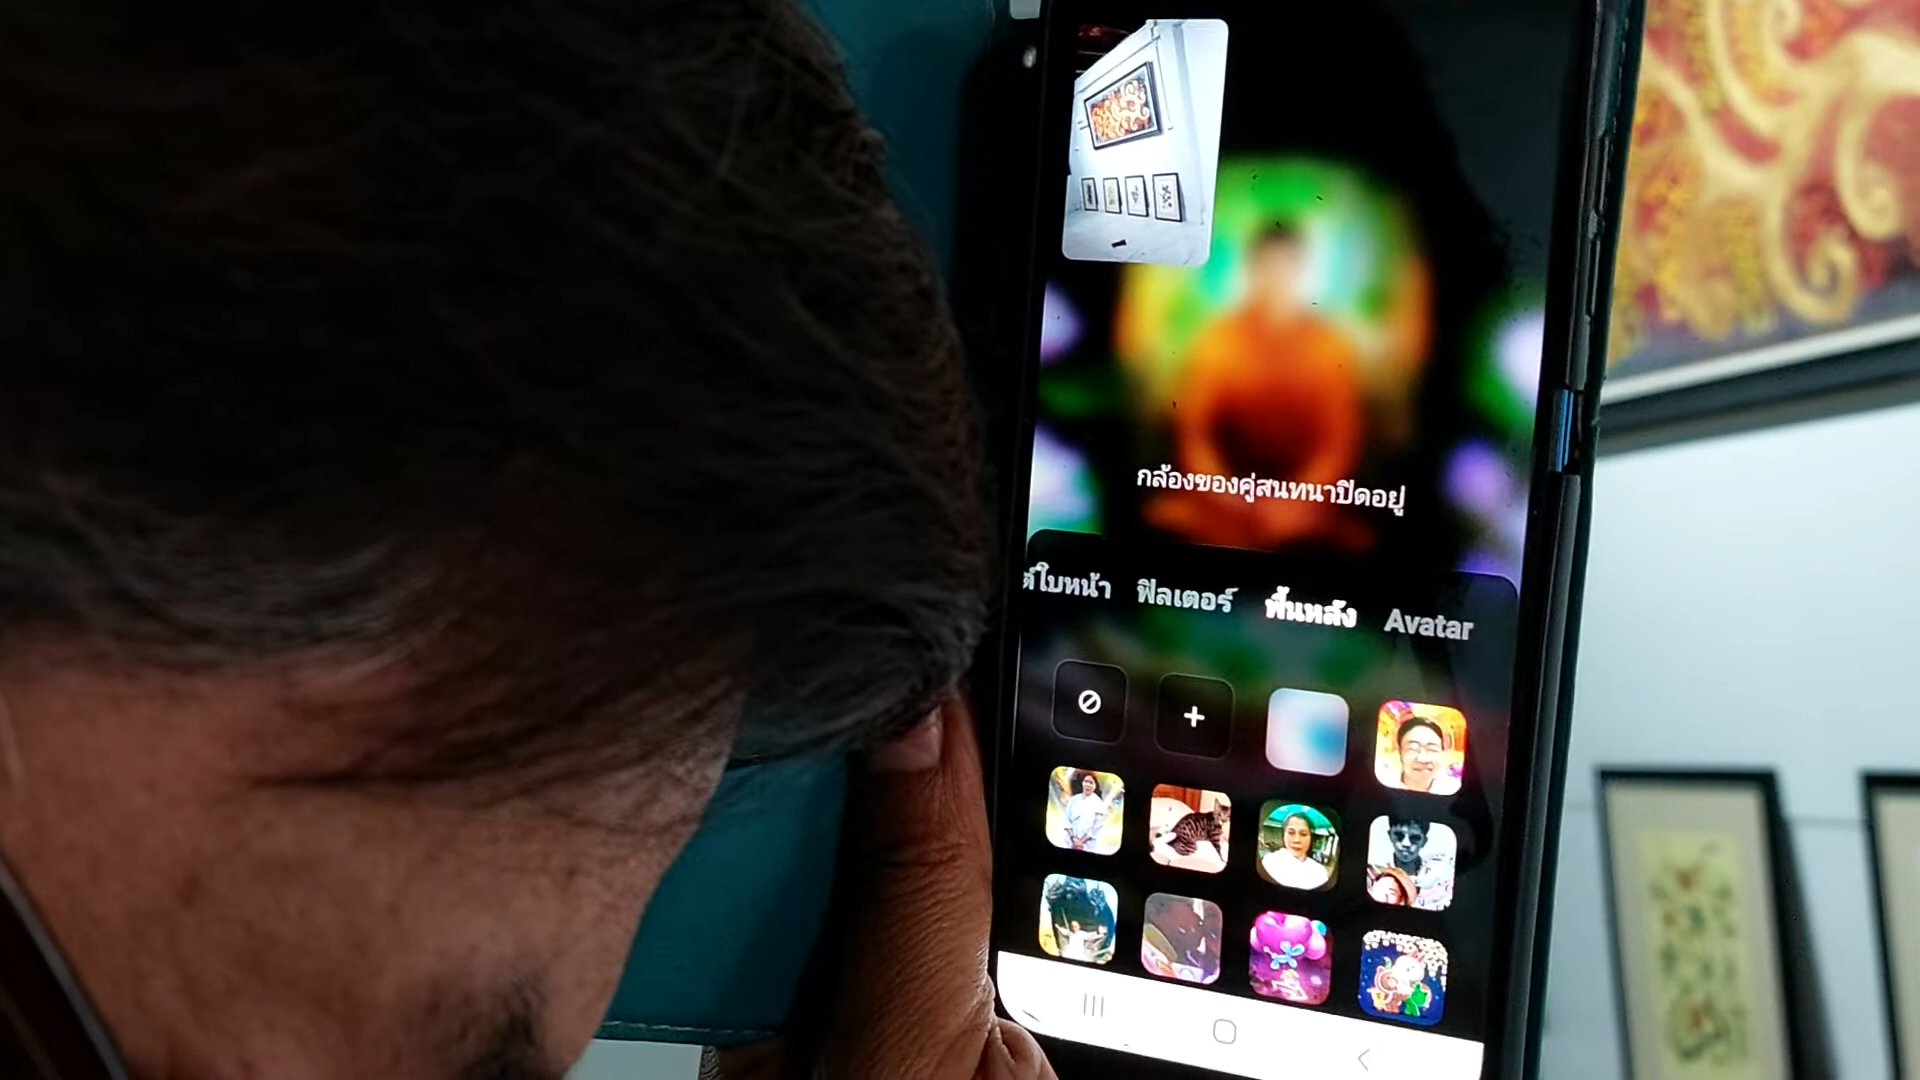 กล้องของคู่สนทนาปิดอยู่
ต์ใบหน้า ฟิลเตอร์ พื้นหลัง Avatar